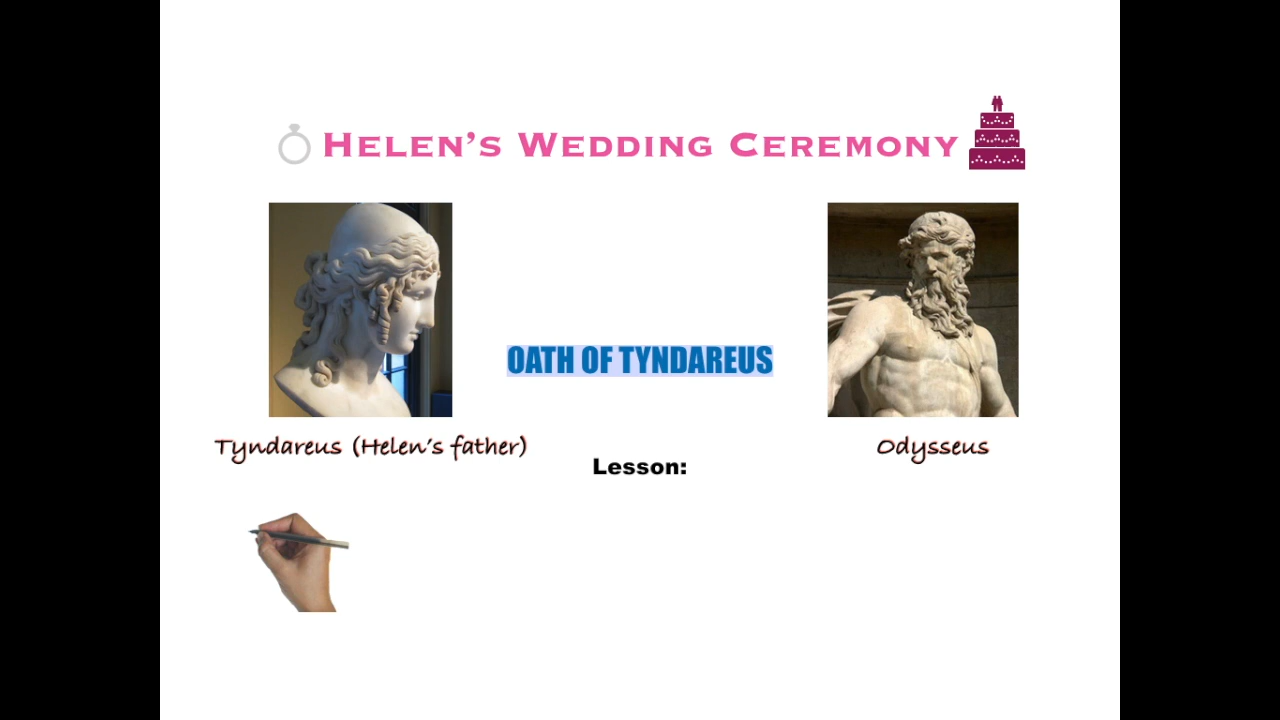 Helen's Wedding Ceremony
OATH OF TYNDAREUS
Tyndareus (Helen's father)
Odysseus
Lesson: